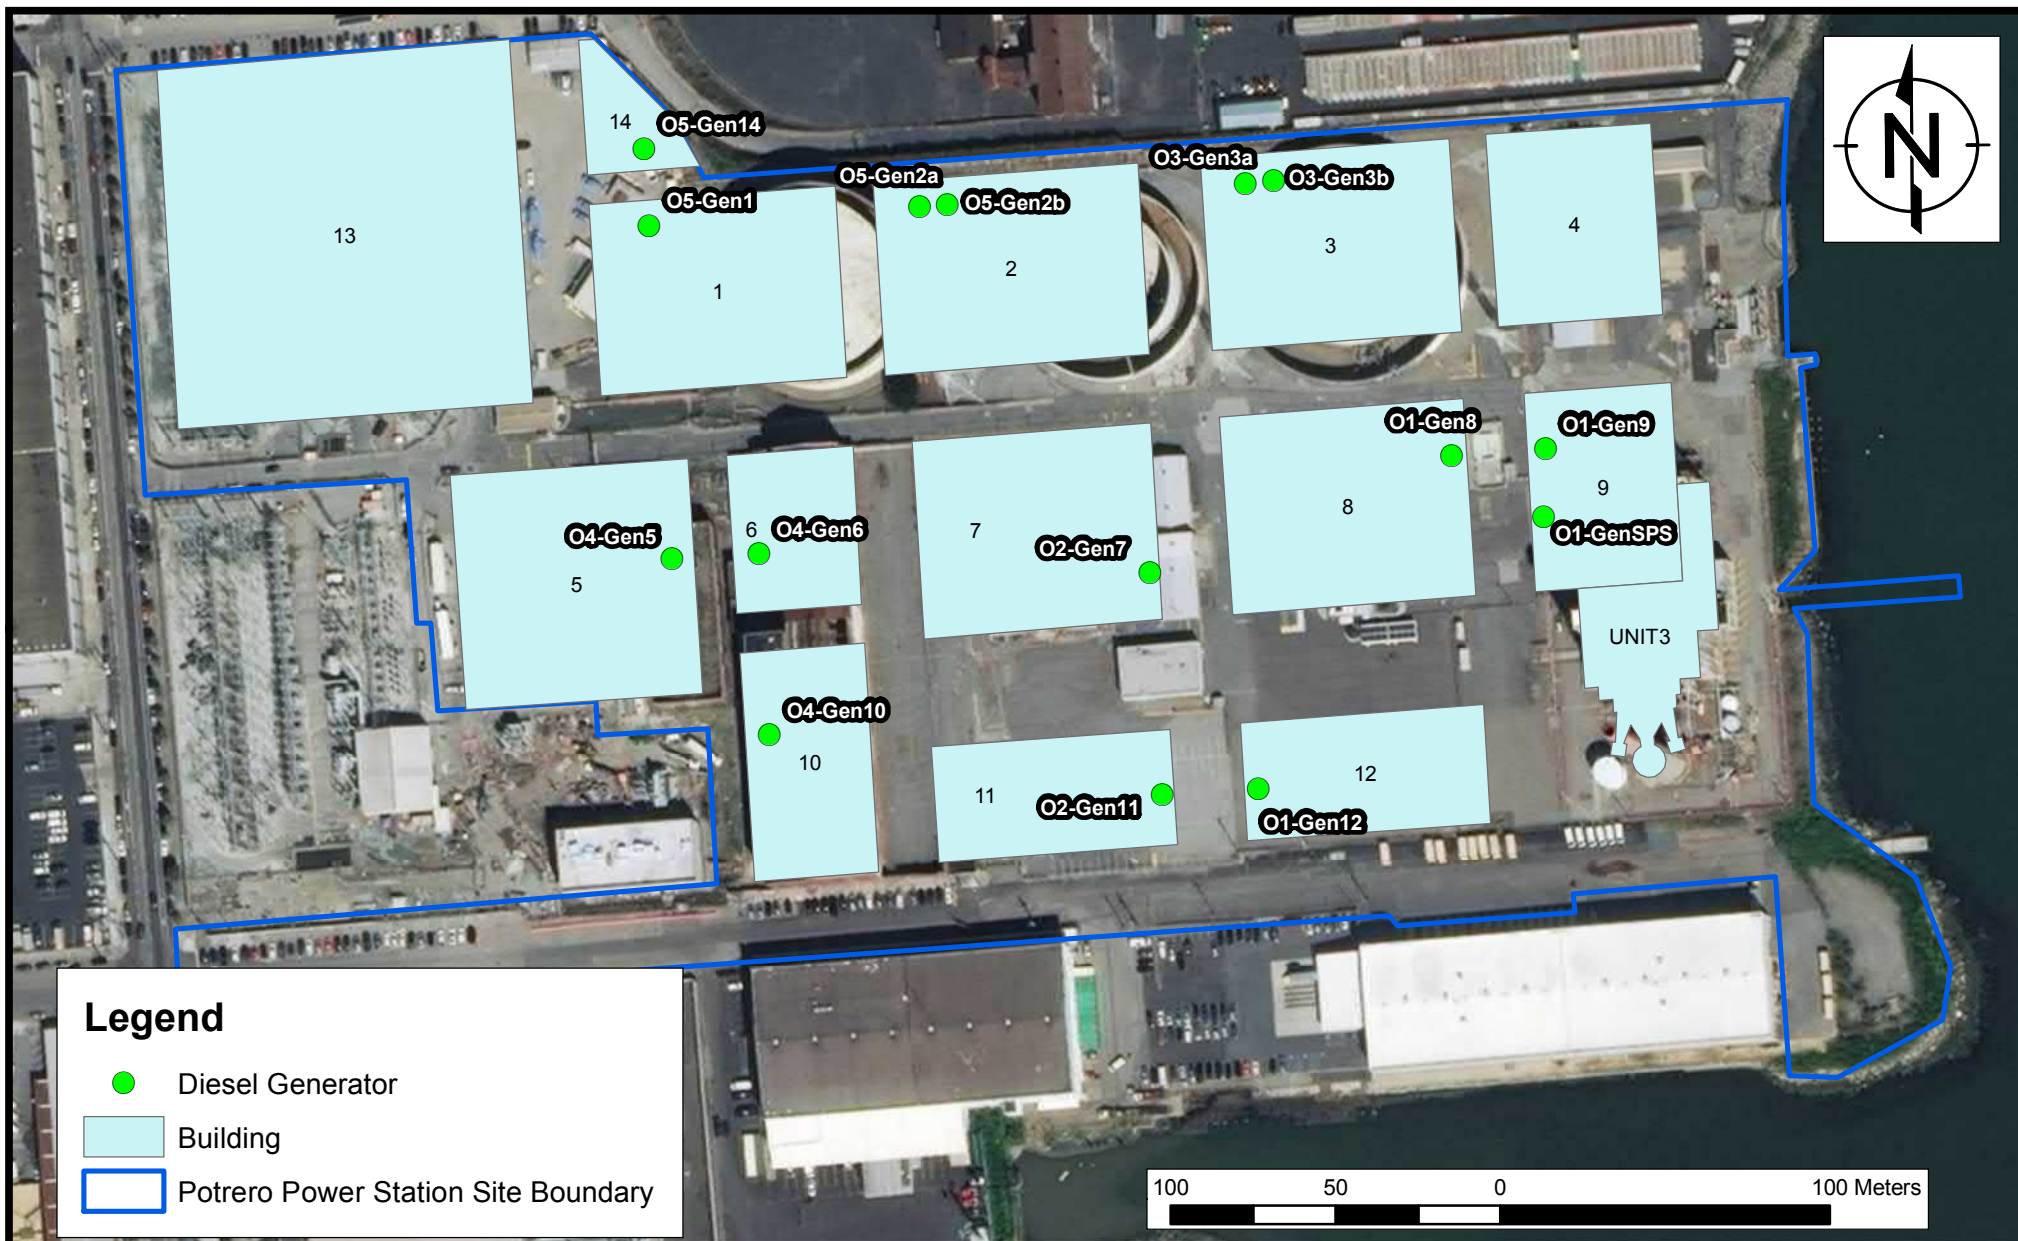 N
14
O5-Gen14
O3-Gen3a
O3-Gen3b
O5-Gen2a
O5-Gen2b
O5-Gen1
13
1
2
3
4
O1-Gen8
O1-Gen9
9
O1-GenSPS
8
7
O2-Gen7
6
O4-Gen6
O4-Gen5
5
UNIT3
O4-Gen10
10
11
O2-Gen11
12
O1-Gen12
Legend
Diesel Generator
Building
Potrero Power Station Site Boundary
100 50 0 100 Meters